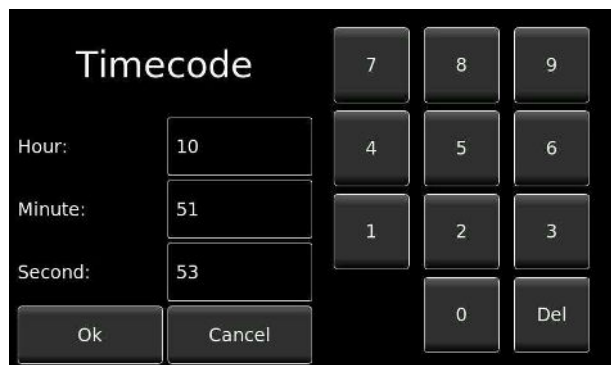 Timecode
Hour: 10
Minute: 51
Second: 53
Ok Cancel
7 8 9
4 5 6
1 2 3
0 Del